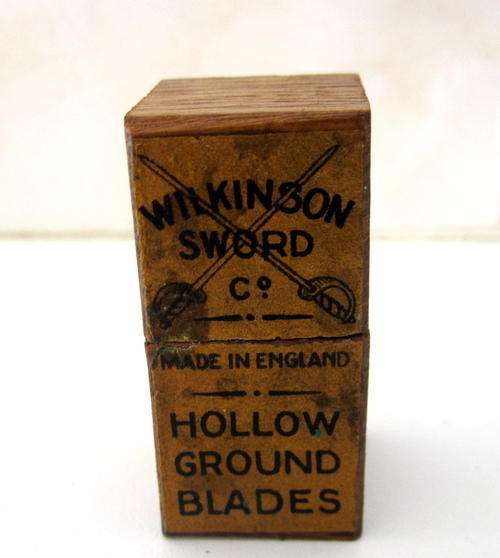 WILKINSON
SWORD
Cº
MADE IN ENGLAND
HOLLOW
GROUND
BLADES